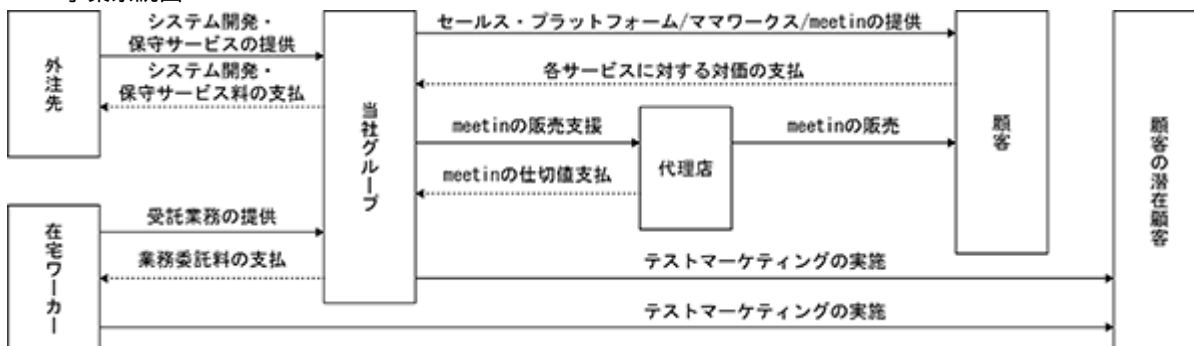 事業系統図
外注先
システム開発・
保守サービスの提供
システム開発・
保守サービス料の支払
当社グループ
セールス・プラットフォーム/ママワークス/meetinの提供
各サービスに対する対価の支払
meetinの販売支援
meetinの仕切値支払
代理店
meetinの販売
顧客
顧客の潜在顧客
在宅ワーカー
受託業務の提供
業務委託料の支払
テストマーケティングの実施
テストマーケティングの実施